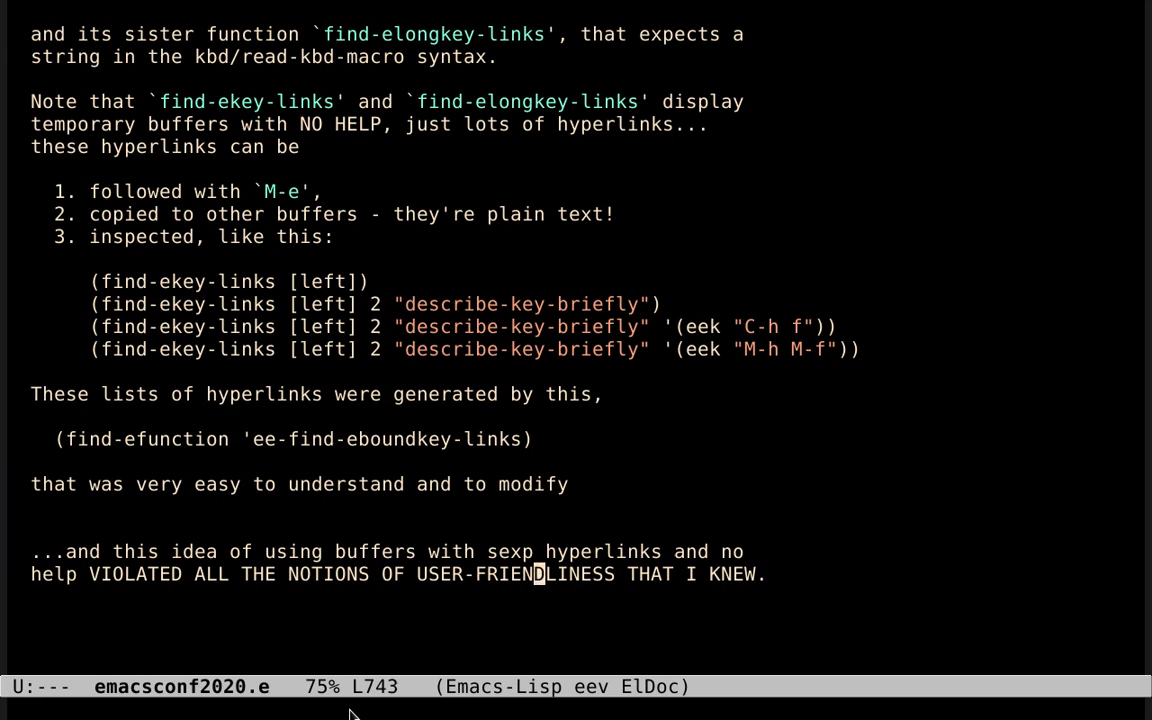 and its sister function `find-elongkey-links', that expects a
string in the kbd/read-kbd-macro syntax.
Note that `find-ekey-links' and `find-elongkey-links' display
temporary buffers with NO HELP, just lots of hyperlinks...
these hyperlinks can be
1. followed with `M-e',
2. copied to other buffers - they're plain text!
3. inspected, like this:
(find-ekey-links [left])
(find-ekey-links [left] 2 "describe-key-briefly")
(find-ekey-links [left] 2 "describe-key-briefly" '(eek "C-h f"))
(find-ekey-links [left] 2 "describe-key-briefly" '(eek "M-h M-f"))
These lists of hyperlinks were generated by this,
(find-efunction 'ee-find-eboundkey-links)
that was very easy to understand and to modify
...and this idea of using buffers with sexp hyperlinks and no
help VIOLATED ALL THE NOTIONS OF USER-FRIENDLINESS THAT I KNEW.
U:--- emacsconf2020.e 75% L743 (Emacs-Lisp eev ElDoc)